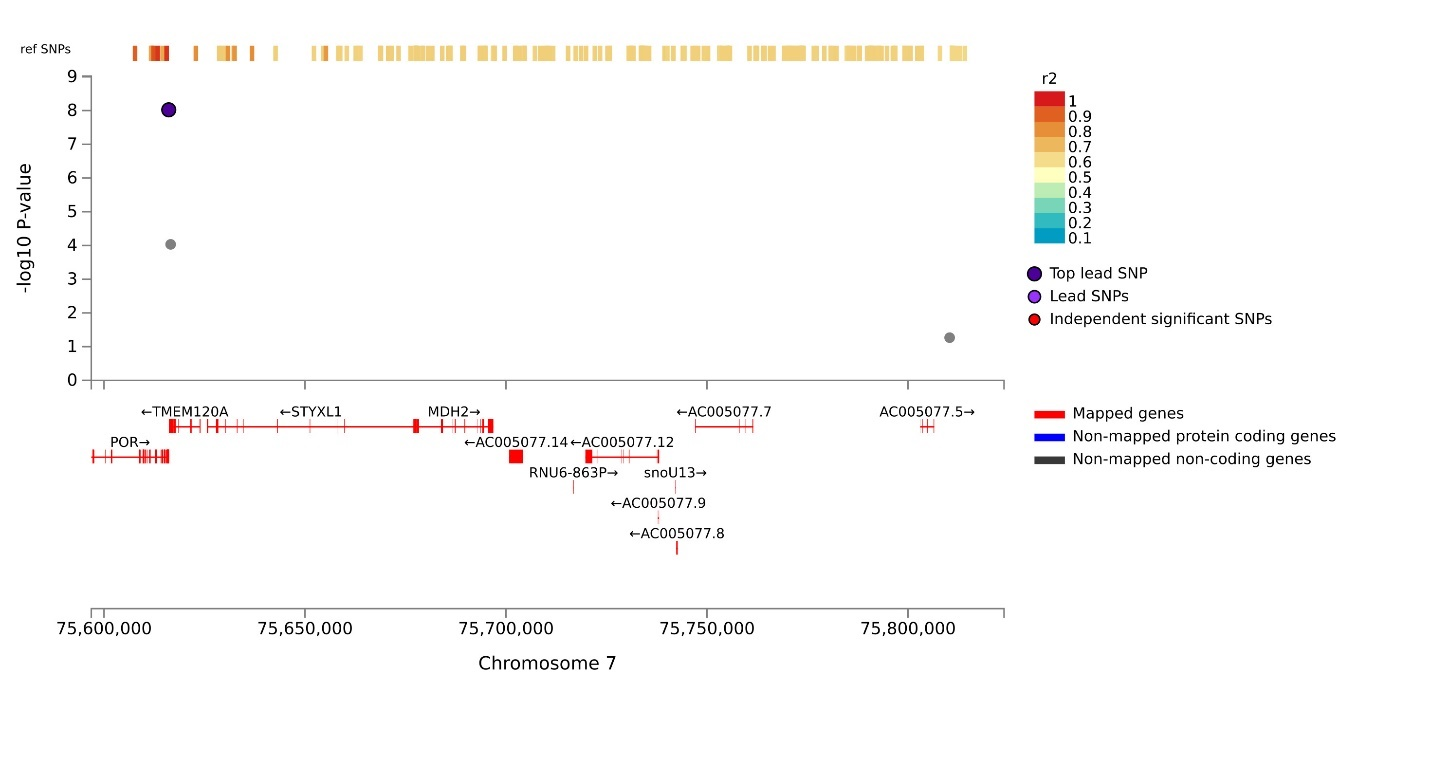 ref SNPs
9
8
7
6
5
4
3
2
1
0
-log10 P-value
r2
1
0.9
0.8
0.7
0.6
0.5
0.4
0.3
0.2
0.1
Top lead SNP
Lead SNPs
Independent significant SNPs
←TMEM120A ←STYXL1 MDH2→ ←AC005077.7 AC005077.5→
POR→ ←AC005077.14 ←AC005077.12
RNU6-863P→ snoU13→
←AC005077.9
←AC005077.8
Mapped genes
Non-mapped protein coding genes
Non-mapped non-coding genes
75,600,000 75,650,000 75,700,000 75,750,000 75,800,000
Chromosome 7